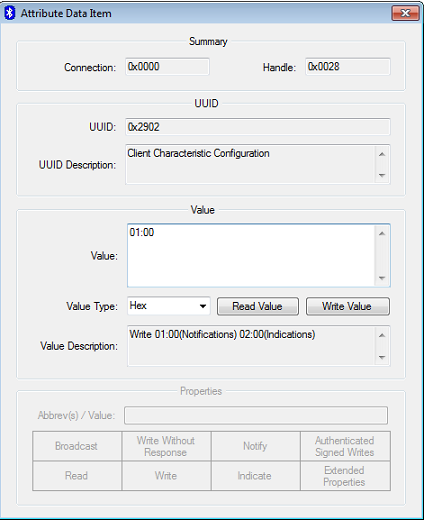 Attribute Data Item
Summary
Connection: 0x0000 Handle: 0x0028
UUID
UUID: 0x2902
UUID Description: Client Characteristic Configuration
Value
Value: 01:00
Value Type: Hex Read Value Write Value
Value Description: Write 01:00(Notifications) 02:00(Indications)
Properties
Abbrev(s) / Value:
Broadcast Write Without Response Notify Authenticated Signed Writes
Read Write Indicate Extended Properties